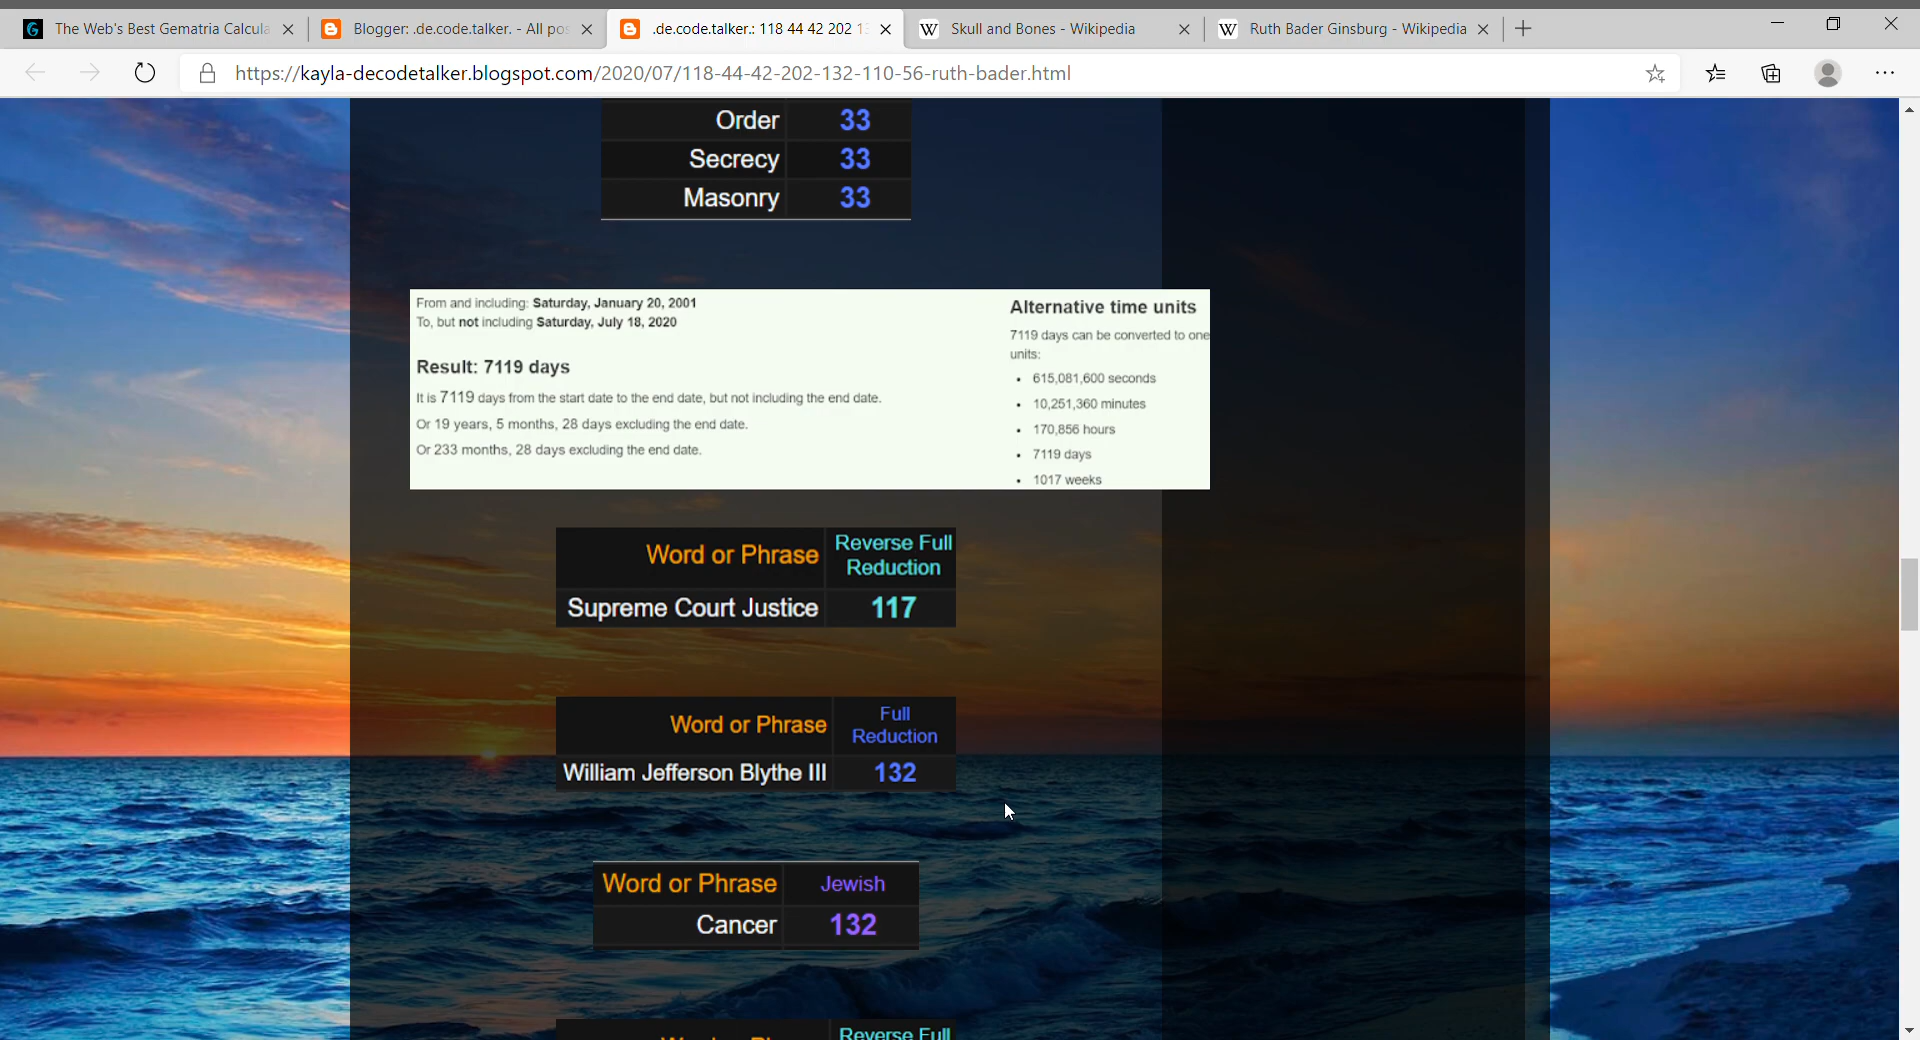 The Web's Best Gematria Calcula
Blogger: .de.code.talker. - All pos
.de.code.talker.: 118 44 42 202 13
Skull and Bones - Wikipedia
Ruth Bader Ginsburg - Wikipedia
https://kayla-decodetalker.blogspot.com/2020/07/118-44-42-202-132-110-56-ruth-bader.html
Order 33
Secrecy 33
Masonry 33
From and including: Saturday, January 20, 2001
To, but not including Saturday, July 18, 2020
Result: 7119 days
It is 7119 days from the start date to the end date, but not including the end date.
Or 19 years, 5 months, 28 days excluding the end date.
Or 233 months, 28 days excluding the end date.
Alternative time units
7119 days can be converted to one
units:
• 615,081,600 seconds
• 10,251,360 minutes
• 170,856 hours
• 7119 days
• 1017 weeks
Word or Phrase Reverse Full
Reduction
Supreme Court Justice 117
Word or Phrase Full
Reduction
William Jefferson Blythe III 132
Word or Phrase Jewish
Cancer 132
Reverse Full